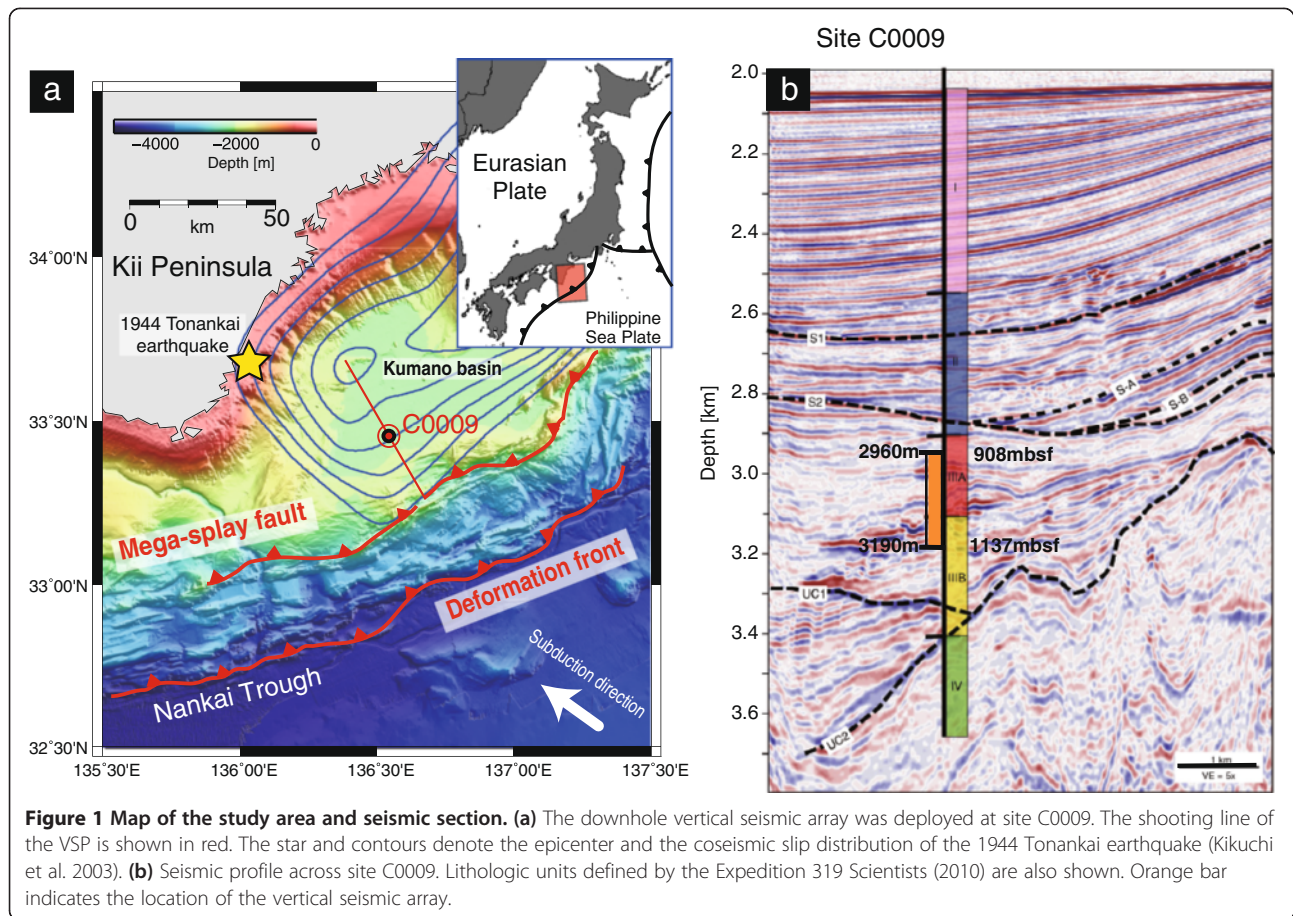 a
−4000 −2000 0
Depth [m]
0 50
km
Kii Peninsula
34˚00'N
1944 Tonankai
earthquake
Eurasian
Plate
Philippine
Sea Plate
Kumano basin
33˚30'N
C0009
Mega-splay fault
33˚00'N
Deformation front
Subduction direction
Nankai Trough
32˚30'N
135˚30'E 136˚00'E 136˚30'E 137˚00'E 137˚30'E
Site C0009
b
Depth [km]
2.0
2.2
I
2.4
2.6
S1
II
S-A
2.8
S2
S-B
2960m 908mbsf
3.0
IIIA
3190m 1137mbsf
3.2
IIIB
UC1
3.4
IV
3.6
UC2
1 km
VE = 5x
Figure 1 Map of the study area and seismic section. (a) The downhole vertical seismic array was deployed at site C0009. The shooting line of
the VSP is shown in red. The star and contours denote the epicenter and the coseismic slip distribution of the 1944 Tonankai earthquake (Kikuchi
et al. 2003). (b) Seismic profile across site C0009. Lithologic units defined by the Expedition 319 Scientists (2010) are also shown. Orange bar
indicates the location of the vertical seismic array.